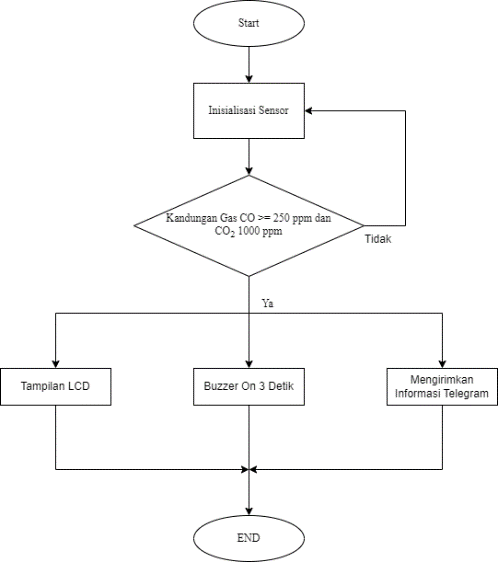 Start
Inisialisasi Sensor
Kandungan Gas CO >= 250 ppm dan
CO₂ 1000 ppm
Tidak
Ya
Tampilan LCD
Buzzer On 3 Detik
Mengirimkan
Informasi Telegram
END